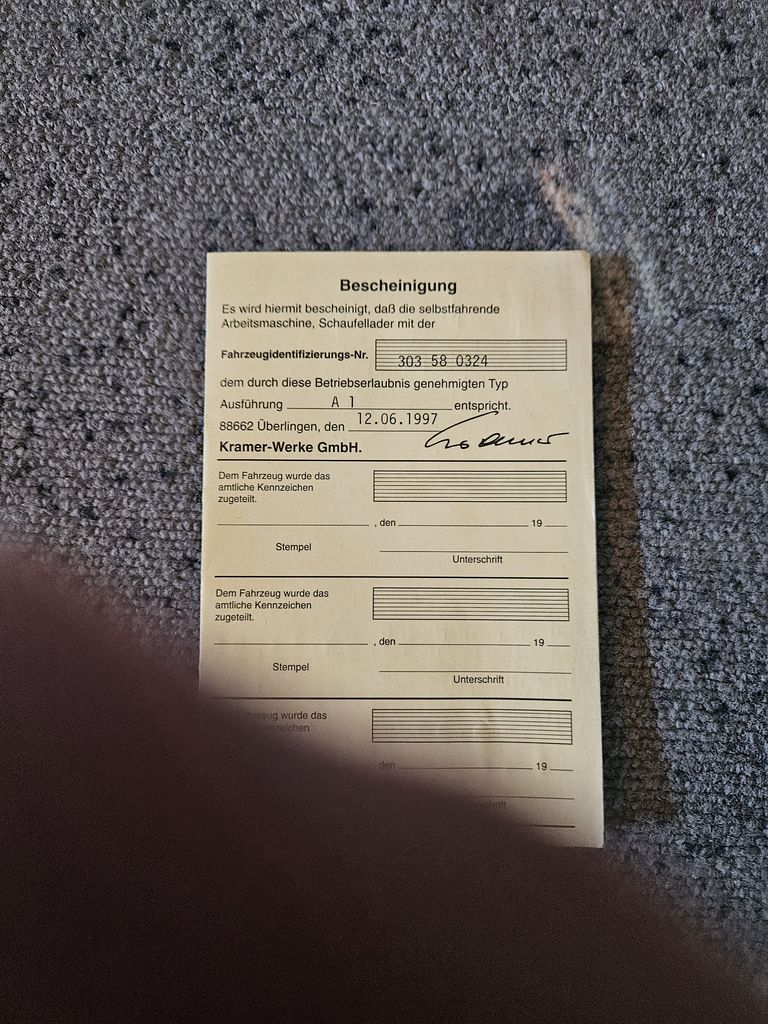 Bescheinigung
Es wird hiermit bescheinigt, daß die selbstfahrende
Arbeitsmaschine, Schaufellader mit der
Fahrzeugidentifizierungs-Nr. 303 58 0324
dem durch diese Betriebserlaubnis genehmigten Typ
Ausführung A 1 entspricht.
88662 Überlingen, den 12.06.1997
Kramer-Werke GmbH.
Dem Fahrzeug wurde das
amtliche Kennzeichen
zugeteilt.
, den 19
Stempel
Unterschrift
Dem Fahrzeug wurde das
amtliche Kennzeichen
zugeteilt.
, den 19
Stempel
Unterschrift
wurde das
den 19